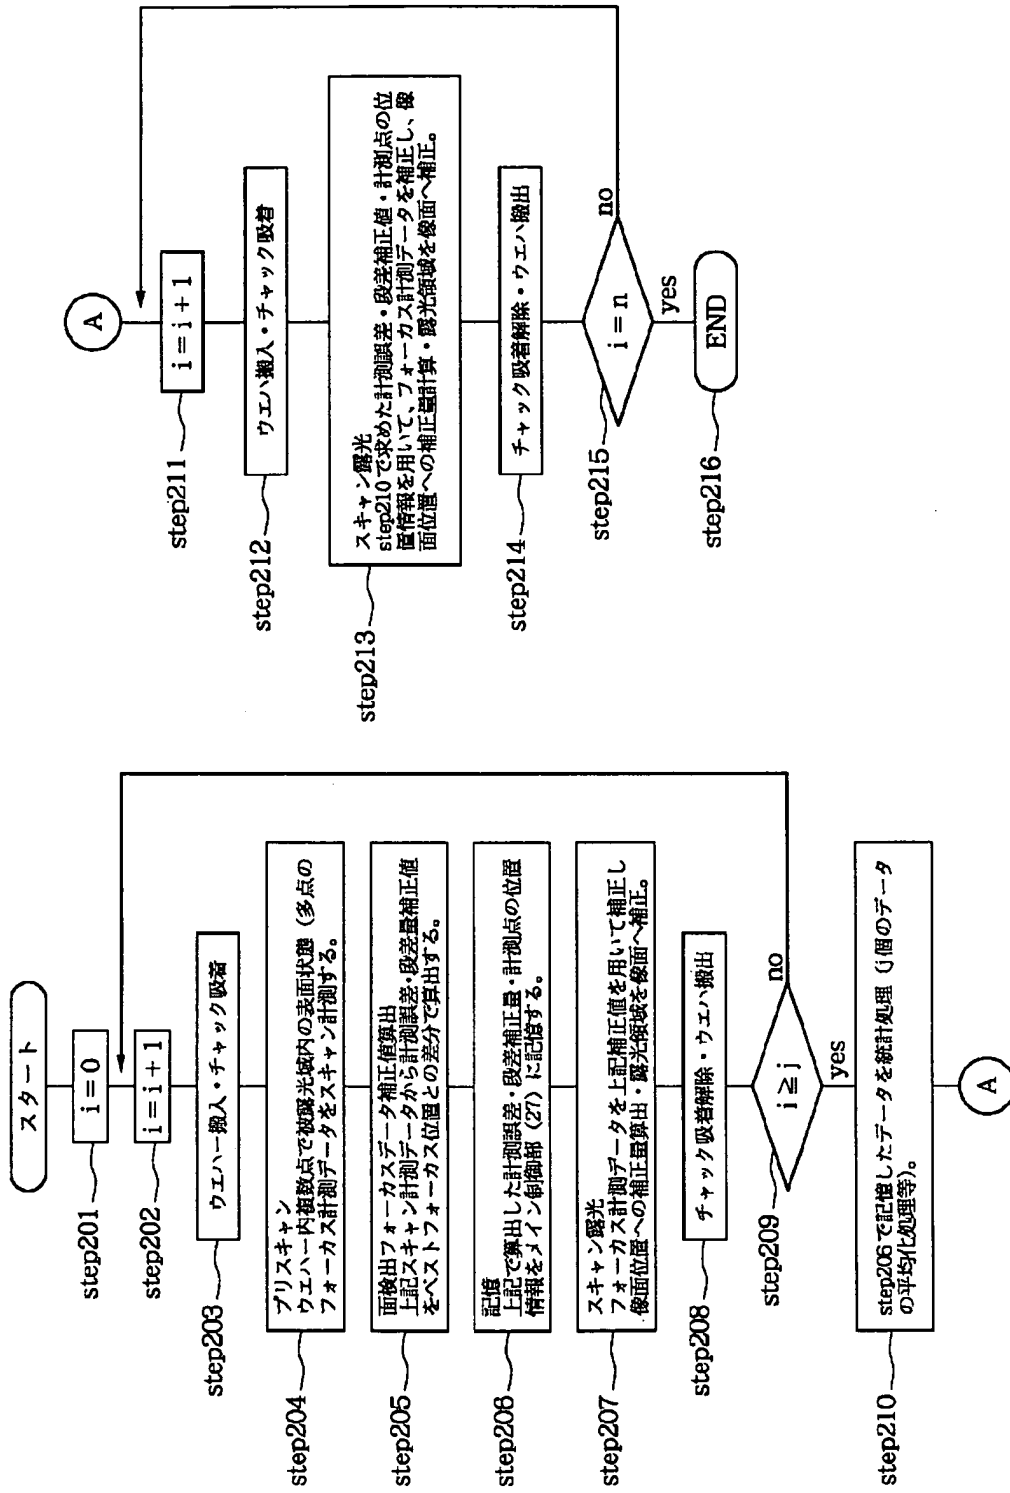 スタート
step201
i=0
step202
i=i+1
step203
ウエハー搬入・チャック吸着
step204
プリスキャン
ウエハー内複数点で被露光域内の表面状態（多点の
フォーカス計測データをスキャン計測する。
step205
面検出フォーカスデータ補正値算出
上記スキャン計測データから計測誤差・段差量補正値
をベストフォーカス位置との差分で算出する。
step206
記憶
上記で算出した計測誤差・段差補正量・計測点の位置
情報をメイン制御部（27）に記憶する。
step207
スキャン露光
フォーカス計測データを上記補正値を用いて補正し
像面位置への補正量算出・露光領域を像面へ補正。
step208
チャック吸着解除・ウエハ搬出
step209
i≧j
no
yes
step210
step206で記憶したデータを統計処理（j個のデータ
の平均化処理等）。
A
A
step211
i=i+1
step212
ウエハ搬入・チャック吸着
step213
スキャン露光
step210で求めた計測誤差・段差補正値・計測点の位
置情報を用いて、フォーカス計測データを補正し、像
面位置への補正量計算・露光領域を像面へ補正。
step214
チャック吸着解除・ウエハ搬出
step215
i=n
no
yes
step216
END